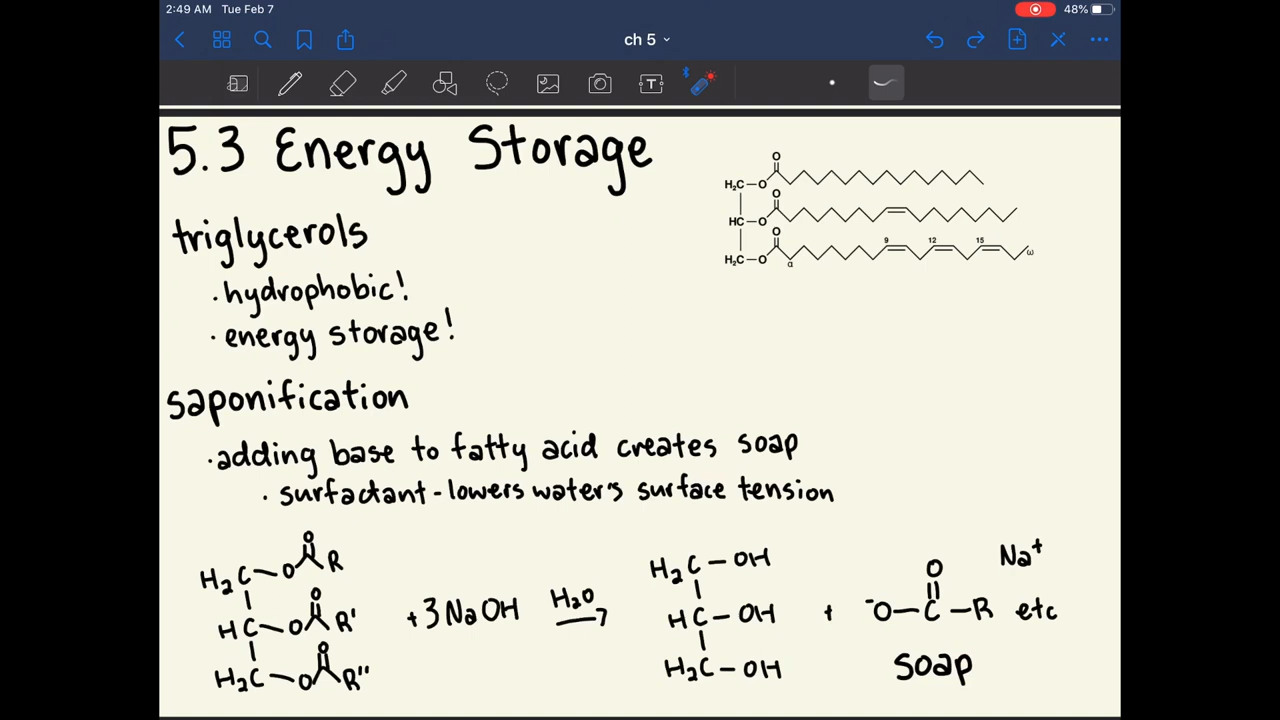 2:49 AM Tue Feb 7
48%
ch 5
T
5.3 Energy Storage
triglycerols
· hydrophobic!
· energy storage!
O
H₂C—O
O
HC—O
O
9 12 15
H₂C—O
α ω
saponification
· adding base to fatty acid creates soap
· surfactant - lowers water's surface tension
O
H₂C—O R
O
HC—O R'
O
H₂C—O R''
+ 3 NaOH
H₂O
H₂C—OH
HC—OH
H₂C—OH
+
O
⁻O—C—R
Na⁺
etc
soap